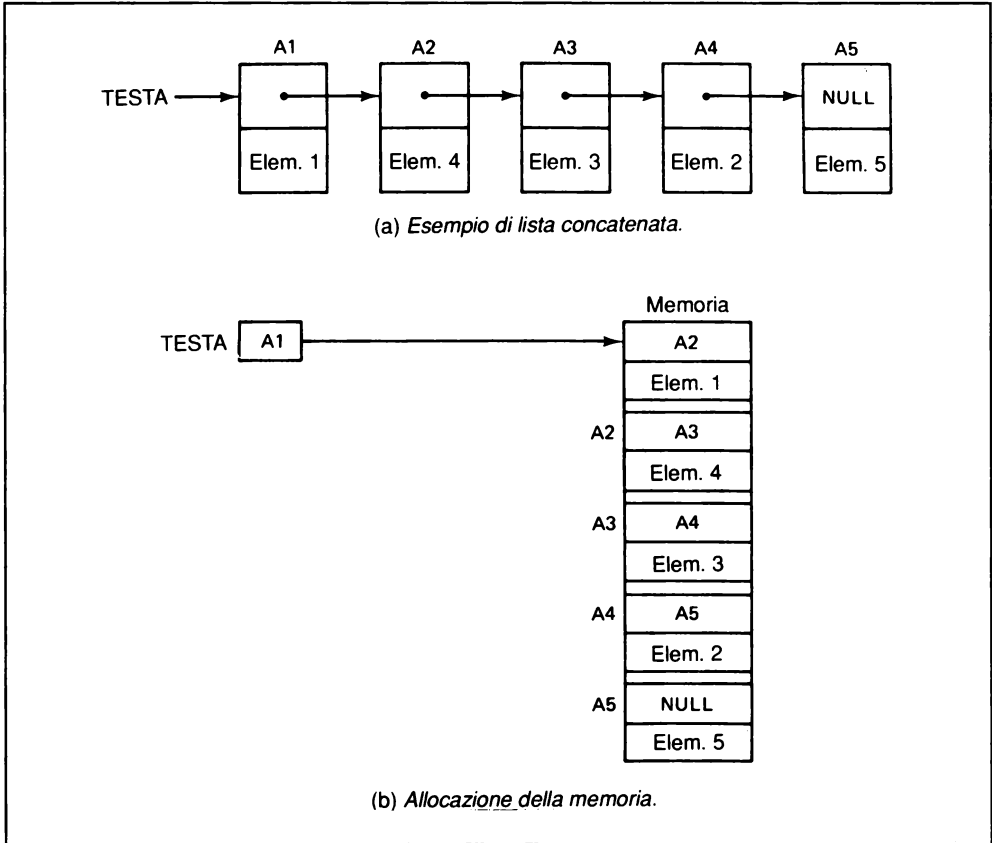 A1 A2 A3 A4 A5
TESTA NULL
Elem. 1 Elem. 4 Elem. 3 Elem. 2 Elem. 5
(a) Esempio di lista concatenata.
Memoria
TESTA A1 A2
Elem. 1
A2 A3
Elem. 4
A3 A4
Elem. 3
A4 A5
Elem. 2
A5 NULL
Elem. 5
(b) Allocazione della memoria.